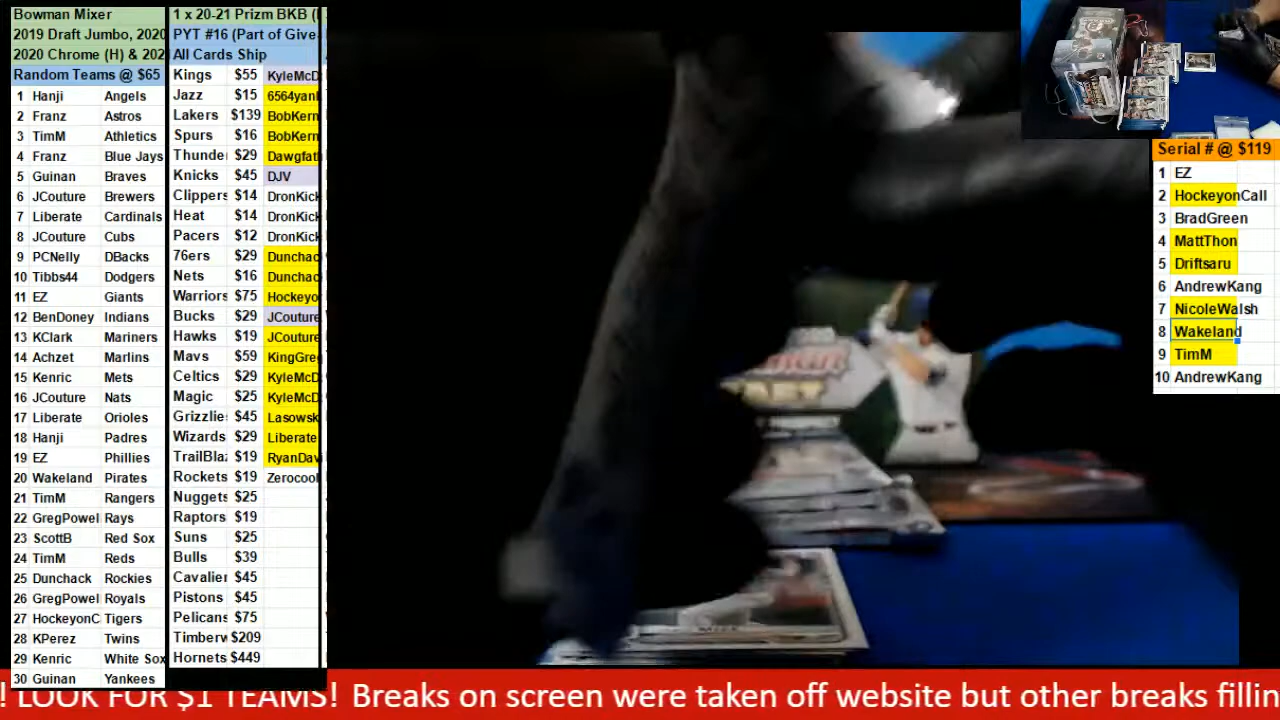 Bowman Mixer
2019 Draft Jumbo, 2020
2020 Chrome (H) & 202
Random Teams @ $65
1 Hanji Angels
2 Franz Astros
3 TimM Athletics
4 Franz Blue Jays
5 Guinan Braves
6 JCouture Brewers
7 Liberate Cardinals
8 JCouture Cubs
9 PCNelly DBacks
10 Tibbs44 Dodgers
11 EZ Giants
12 BenDoney Indians
13 KClark Mariners
14 Achzet Marlins
15 Kenric Mets
16 JCouture Nats
17 Liberate Orioles
18 Hanji Padres
19 EZ Phillies
20 Wakeland Pirates
21 TimM Rangers
22 GregPowel Rays
23 ScottB Red Sox
24 TimM Reds
25 Dunchack Rockies
26 GregPowel Royals
27 HockeyonC Tigers
28 KPerez Twins
29 Kenric White Sox
30 Guinan Yankees
1 x 20-21 Prizm BKB (
PYT #16 (Part of Give
All Cards Ship
Kings $55 KyleMcD
Jazz $15 6564yanl
Lakers $139 BobKern
Spurs $16 BobKern
Thunde $29 Dawgfatl
Knicks $45 DJV
Clippers $14 DronKick
Heat $14 DronKick
Pacers $12 DronKick
76ers $29 Dunchac
Nets $16 Dunchac
Warriors $75 Hockeyo
Bucks $29 JCouture
Hawks $19 JCouture
Mavs $59 KingGre
Celtics $29 KyleMcD
Magic $25 KyleMcD
Grizzlie $45 Lasowsk
Wizards $29 Liberate
TrailBla $19 RyanDav
Rockets $19 Zerocool
Nuggets $25
Raptors $19
Suns $25
Bulls $39
Cavalier $45
Pistons $45
Pelicans $75
Timberw $209
Hornets $449
Serial # @ $119
1 EZ
2 HockeyonCall
3 BradGreen
4 MattThon
5 Driftsaru
6 AndrewKang
7 NicoleWalsh
8 Wakeland
9 TimM
10 AndrewKang
! LOOK FOR $1 TEAMS! Breaks on screen were taken off website but other breaks fillin